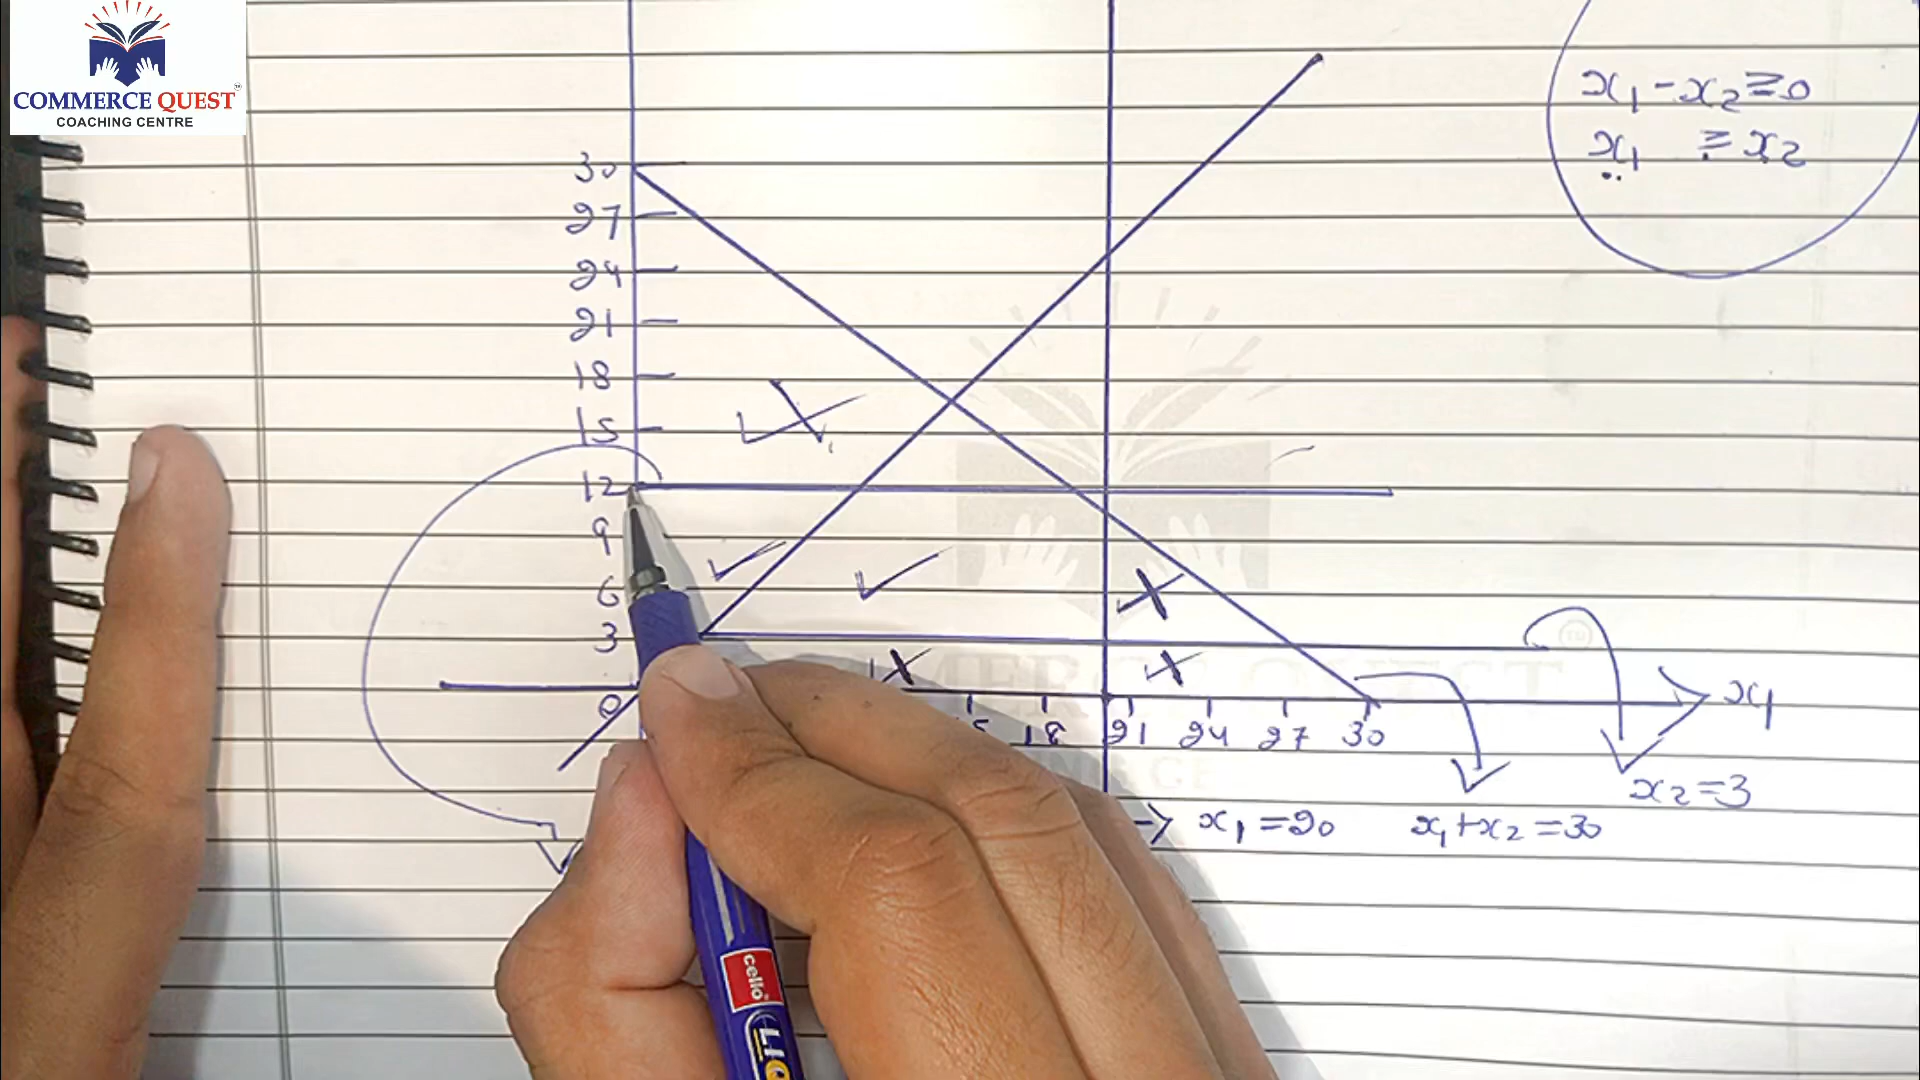 COMMERCE QUEST
COACHING CENTRE
x₁ - x₂ ≥ 0
x₁ ≥ x₂
30
27
24
21
18
15
12
9
6
3
0
18 21 24 27 30
x₁
x₂ = 3
→ x₁ = 20
x₁ + x₂ = 30
cello